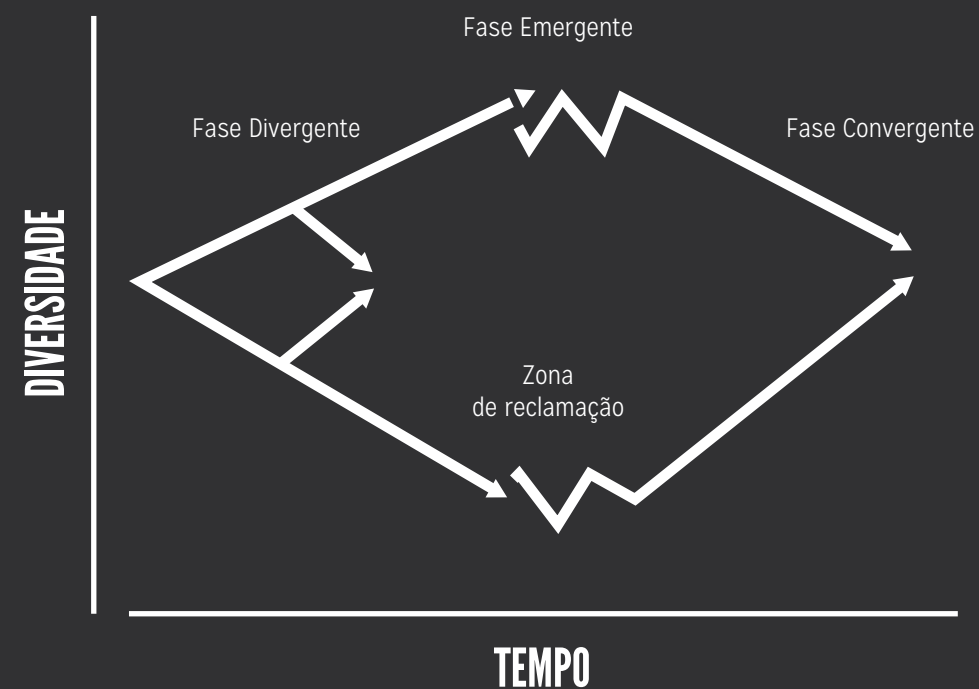 Fase Emergente
Fase Divergente
Fase Convergente
DIVERSIDADE
Zona
de reclamação
TEMPO